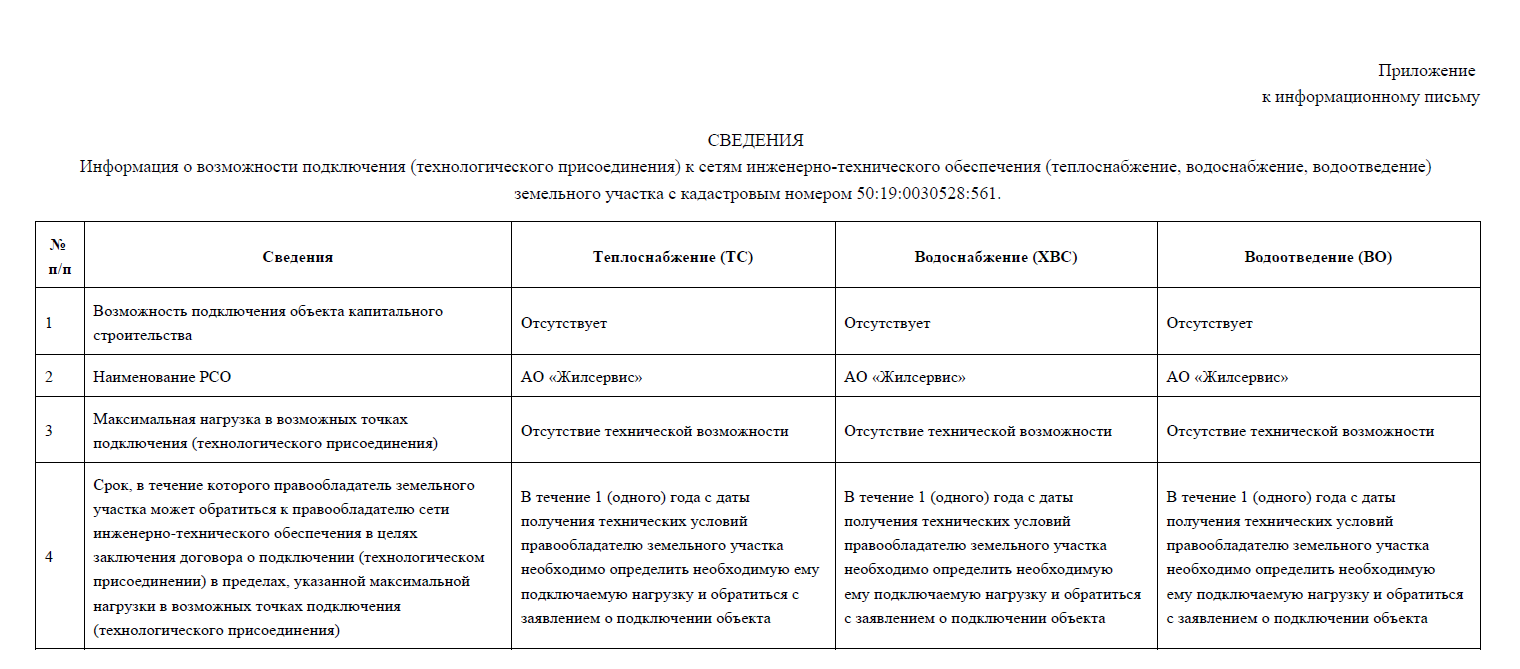 Приложение
к информационному письму
СВЕДЕНИЯ
Информация о возможности подключения (технологического присоединения) к сетям инженерно-технического обеспечения (теплоснабжение, водоснабжение, водоотведение)
земельного участка с кадастровым номером 50:19:0030528:561.
№
п/п
Сведения
Теплоснабжение (ТС)
Водоснабжение (ХВС)
Водоотведение (ВО)
1
Возможность подключения объекта капитального
строительства
Отсутствует
Отсутствует
Отсутствует
2
Наименование РСО
АО «Жилсервис»
АО «Жилсервис»
АО «Жилсервис»
3
Максимальная нагрузка в возможных точках
подключения (технологического присоединения)
Отсутствие технической возможности
Отсутствие технической возможности
Отсутствие технической возможности
4
Срок, в течение которого правообладатель земельного
участка может обратиться к правообладателю сети
инженерно-технического обеспечения в целях
заключения договора о подключении (технологическом
присоединении) в пределах, указанной максимальной
нагрузки в возможных точках подключения
(технологического присоединения)
В течение 1 (одного) года с даты
получения технических условий
правообладателю земельного участка
необходимо определить необходимую ему
подключаемую нагрузку и обратиться с
заявлением о подключении объекта
В течение 1 (одного) года с даты
получения технических условий
правообладателю земельного участка
необходимо определить необходимую
ему подключаемую нагрузку и обратиться
с заявлением о подключении объекта
В течение 1 (одного) года с даты
получения технических условий
правообладателю земельного участка
необходимо определить необходимую
ему подключаемую нагрузку и обратиться
с заявлением о подключении объекта